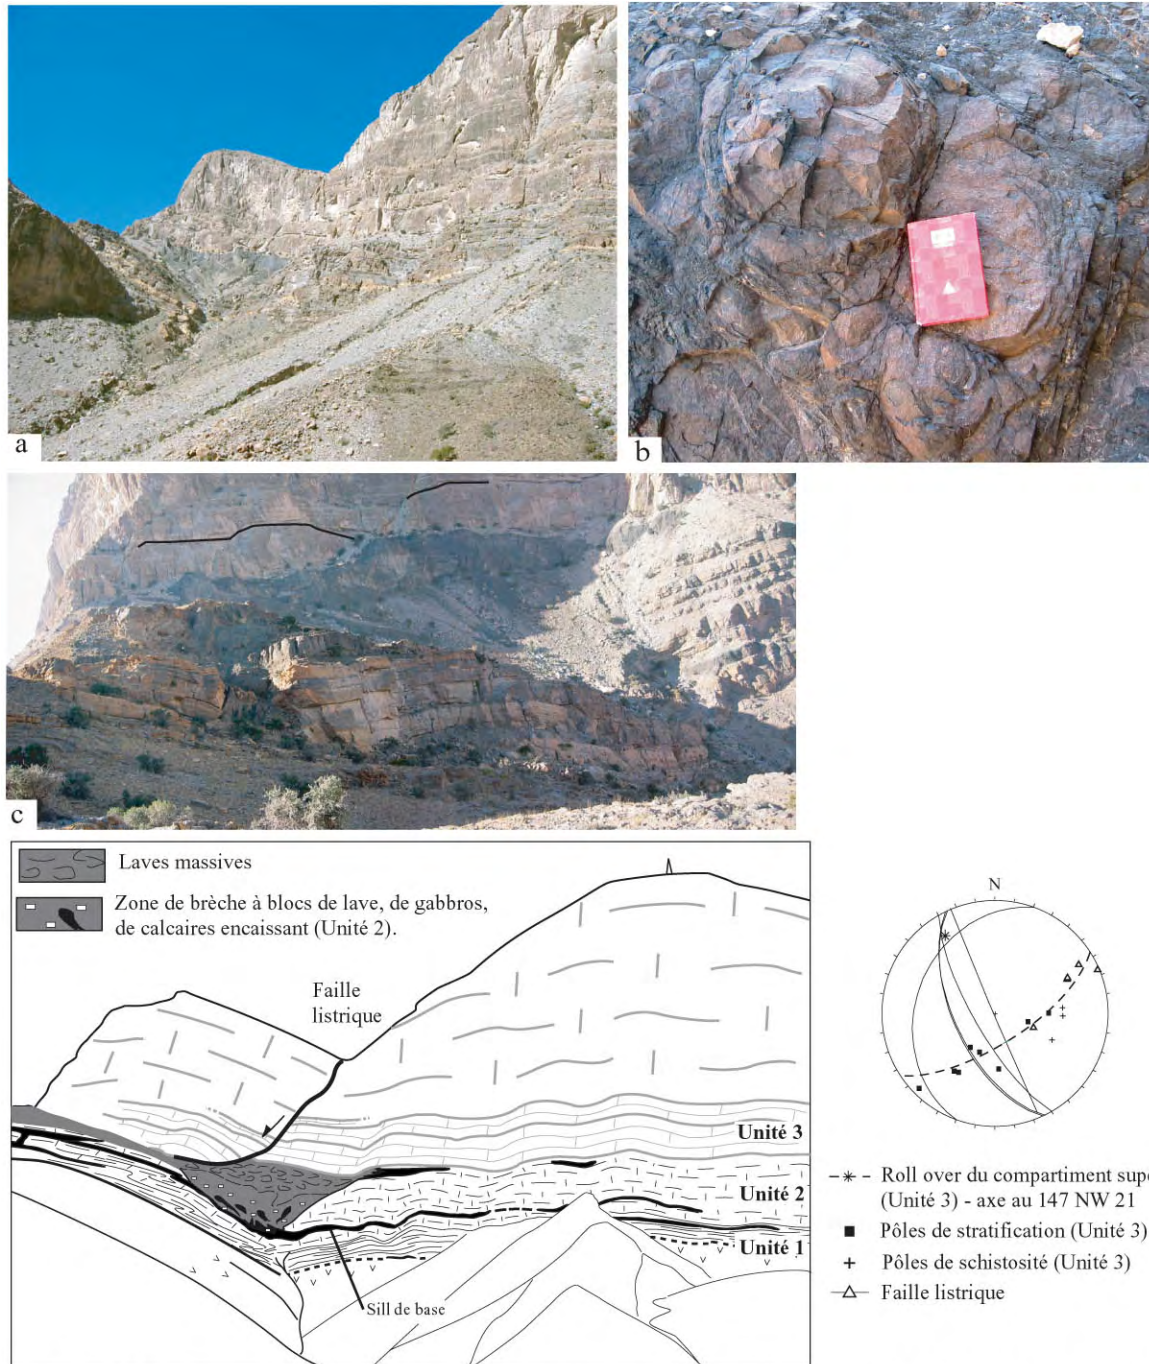 a
b
c
Laves massives
Zone de brèche à blocs de lave, de gabbros,
de calcaires encaissant (Unité 2).
Faille
listrique
Unité 3
Unité 2
Unité 1
Sill de base
N
Roll over du compartiment supé
(Unité 3) - axe au 147 NW 21
Pôles de stratification (Unité 3)
Pôles de schistosité (Unité 3)
Faille listrique